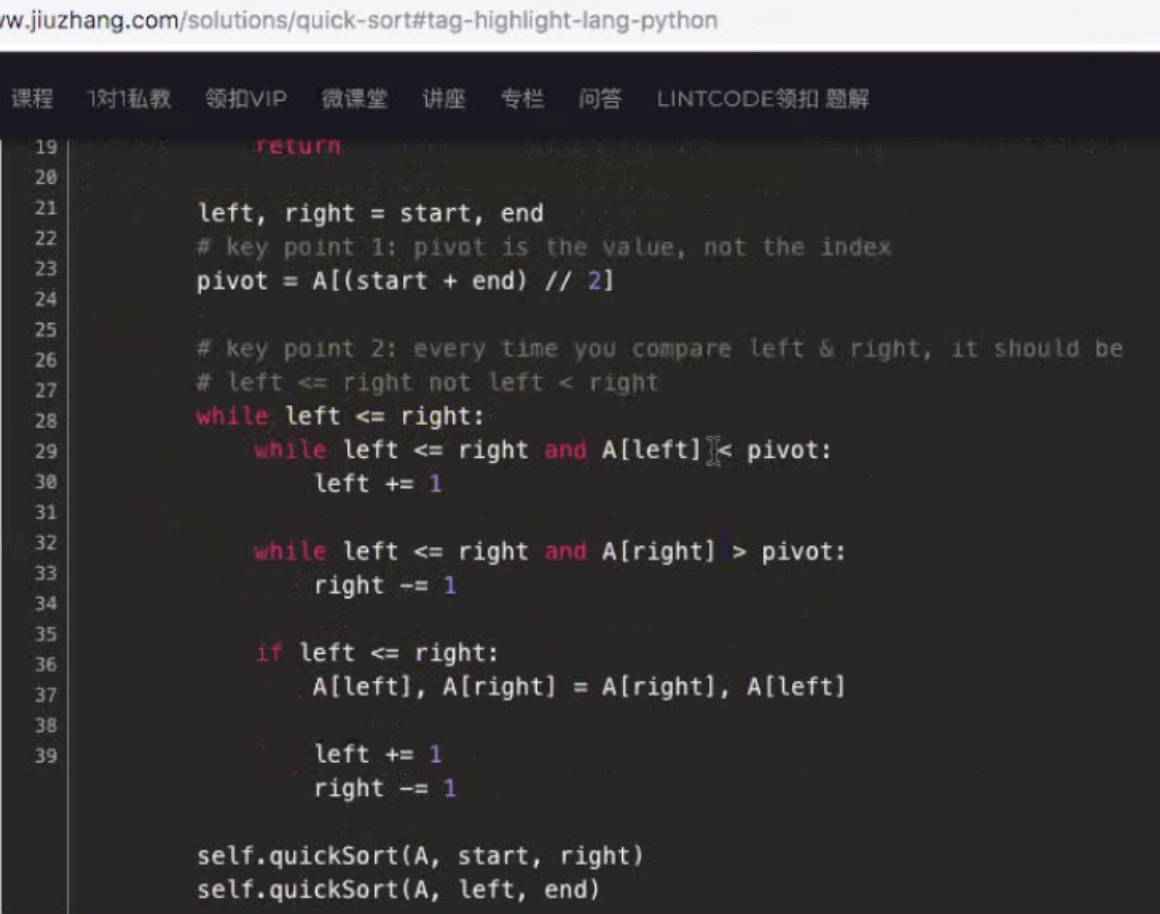 ww.jiuzhang.com/solutions/quick-sort#tag-highlight-lang-python
课程 1对1私教 领扣VIP 微课堂 讲座 专栏 问答 LINTCODE领扣 题解
19 return
20
21 left, right = start, end
22 # key point 1: pivot is the value, not the index
23 pivot = A[(start + end) // 2]
24
25 # key point 2: every time you compare left & right, it should be
26 # left <= right not left < right
27 while left <= right:
28 while left <= right and A[left] < pivot:
29 left += 1
30
31 while left <= right and A[right] > pivot:
32 right -= 1
33
34 if left <= right:
35 A[left], A[right] = A[right], A[left]
36
37 left += 1
38 right -= 1
39
self.quickSort(A, start, right)
self.quickSort(A, left, end)